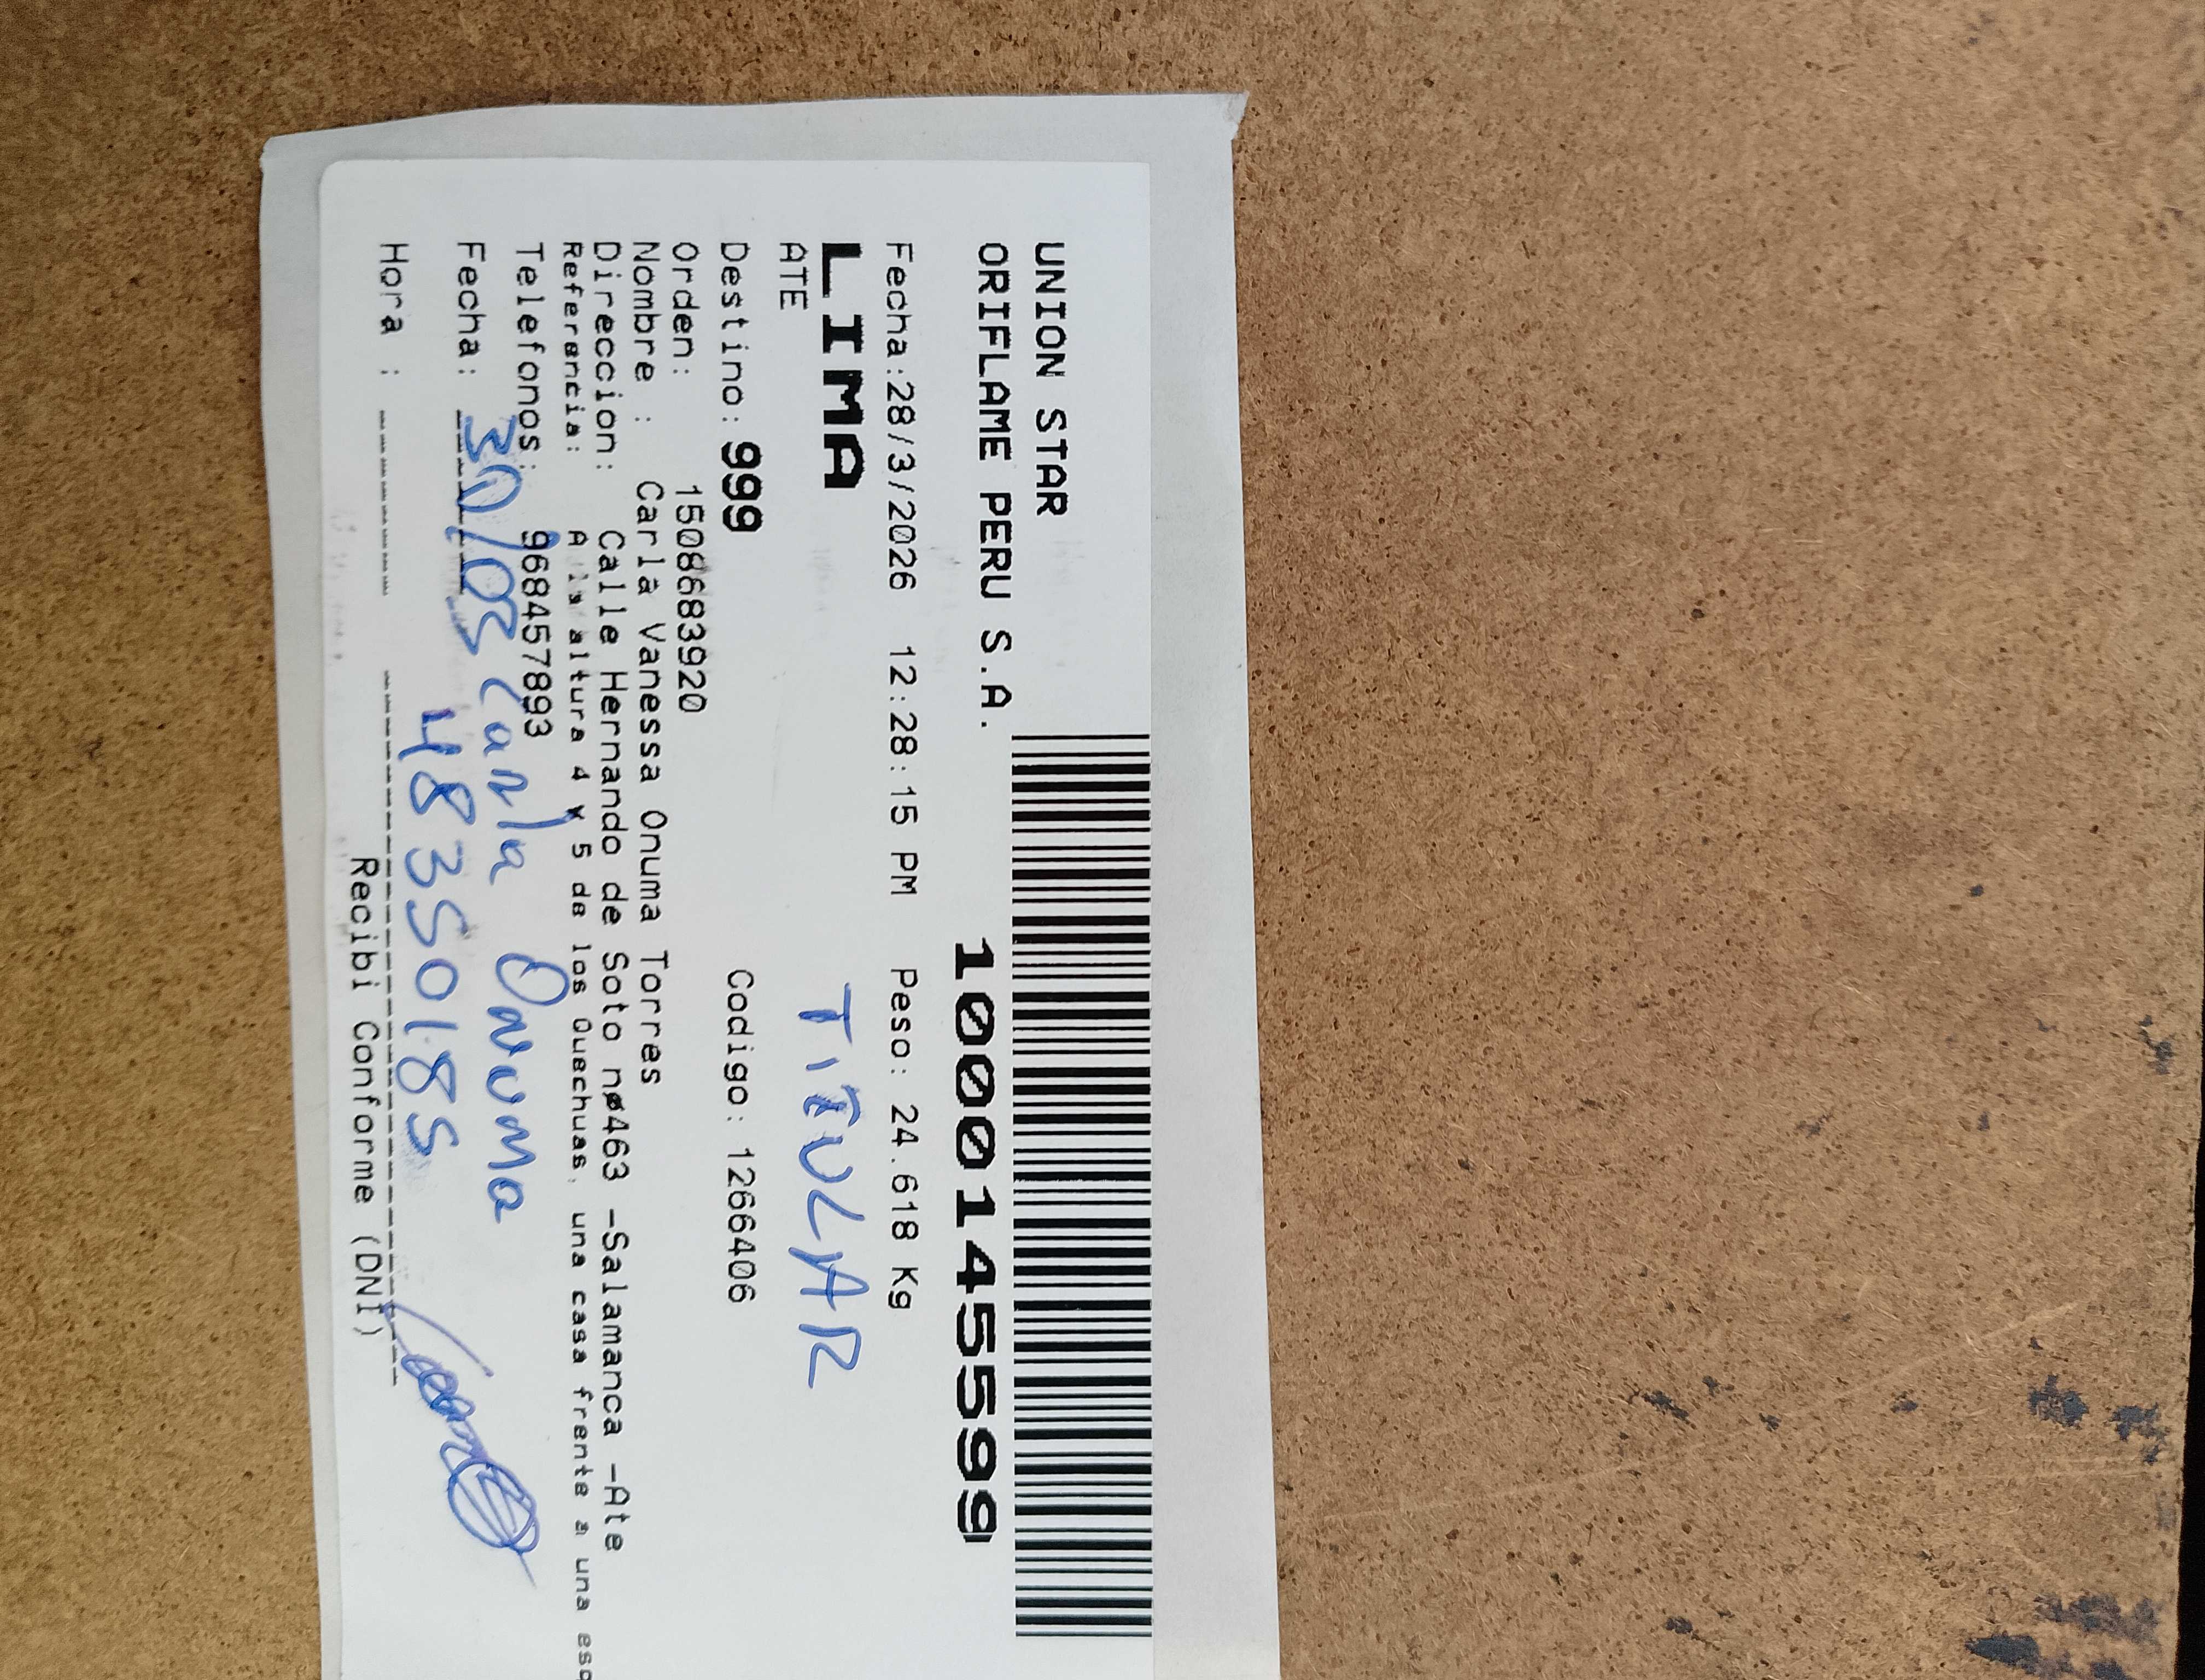 UNION STAR
ORIFLAME PERU S.A.
1000145599
Fecha:28/3/2026 12:28:15 PM Peso: 24.618 Kg
LIMA
TITULAR
ATE
Destino: 999 Codigo: 1266406
Orden: 1508683920
Nombre : Carla Vanessa Onuma Torres
Direccion: Calle Hernando de Soto nø463 -Salamanca -Ate
Referencia: A la altura 4 y 5 de los Quechuas, una casa frente a una esc
Telefonos: 968457893
Fecha: 30/03 Carla Onuma
48350185
Hora :
Recibi Conforme (DNI)